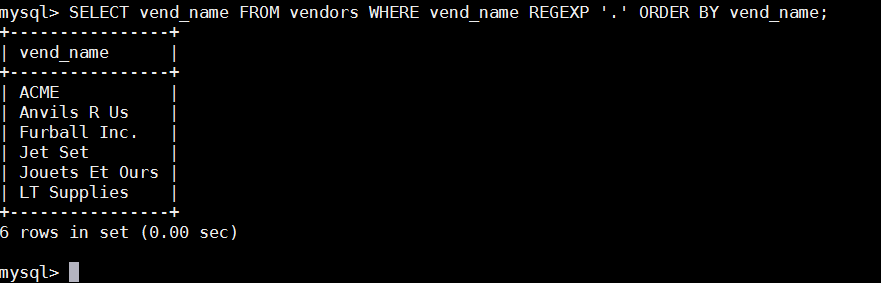 mysql> SELECT vend_name FROM vendors WHERE vend_name REGEXP '.' ORDER BY vend_name;
+----------------+
| vend_name      |
+----------------+
| ACME           |
| Anvils R Us    |
| Furball Inc.   |
| Jet Set        |
| Jouets Et Ours |
| LT Supplies    |
+----------------+
6 rows in set (0.00 sec)
mysql>